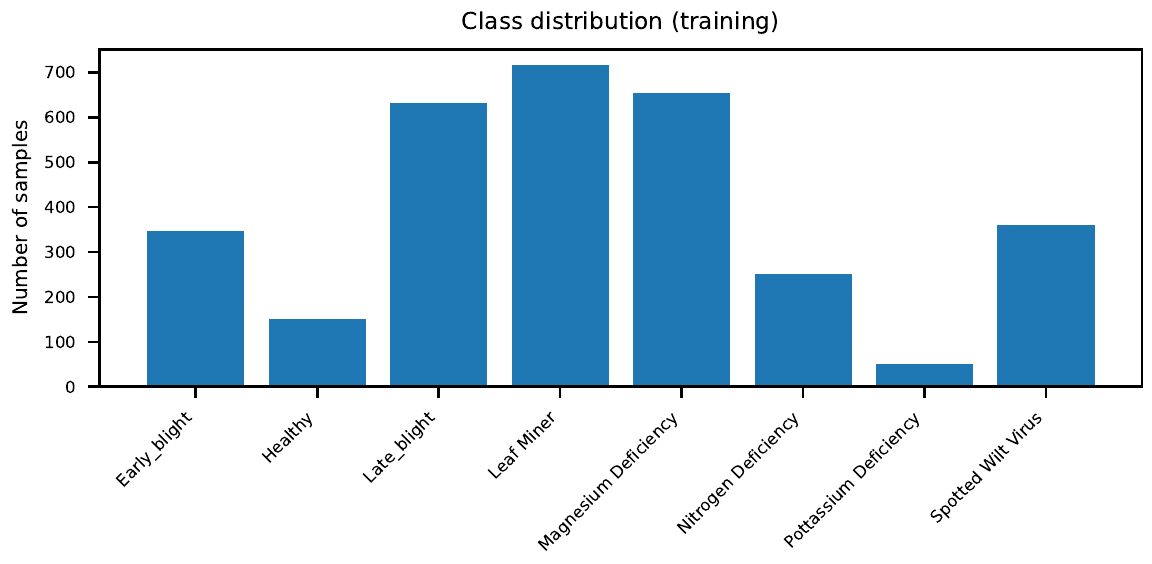 Class distribution (training)
Number of samples
700
600
500
400
300
200
100
0
Early_blight
Healthy
Late_blight
Leaf Miner
Magnesium Deficiency
Nitrogen Deficiency
Pottassium Deficiency
Spotted Wilt Virus